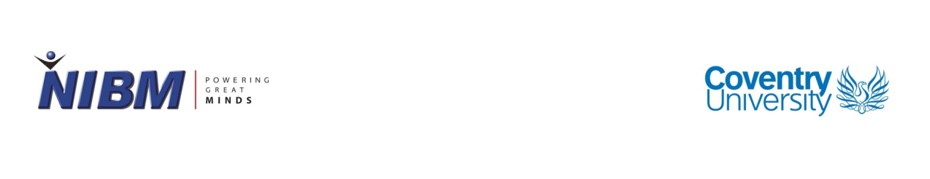 NIBM
POWERING
GREAT
MINDS
Coventry
University